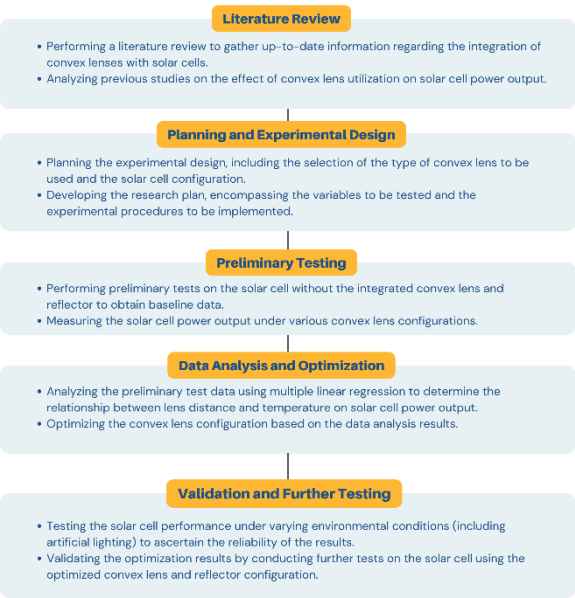 Literature Review
• Performing a literature review to gather up-to-date information regarding the integration of
convex lenses with solar cells.
• Analyzing previous studies on the effect of convex lens utilization on solar cell power output.
Planning and Experimental Design
• Planning the experimental design, including the selection of the type of convex lens to be
used and the solar cell configuration.
• Developing the research plan, encompassing the variables to be tested and the
experimental procedures to be implemented.
Preliminary Testing
• Performing preliminary tests on the solar cell without the integrated convex lens and
reflector to obtain baseline data.
• Measuring the solar cell power output under various convex lens configurations.
Data Analysis and Optimization
• Analyzing the preliminary test data using multiple linear regression to determine the
relationship between lens distance and temperature on solar cell power output.
• Optimizing the convex lens configuration based on the data analysis results.
Validation and Further Testing
• Testing the solar cell performance under varying environmental conditions (including
artificial lighting) to ascertain the reliability of the results.
• Validating the optimization results by conducting further tests on the solar cell using the
optimized convex lens and reflector configuration.